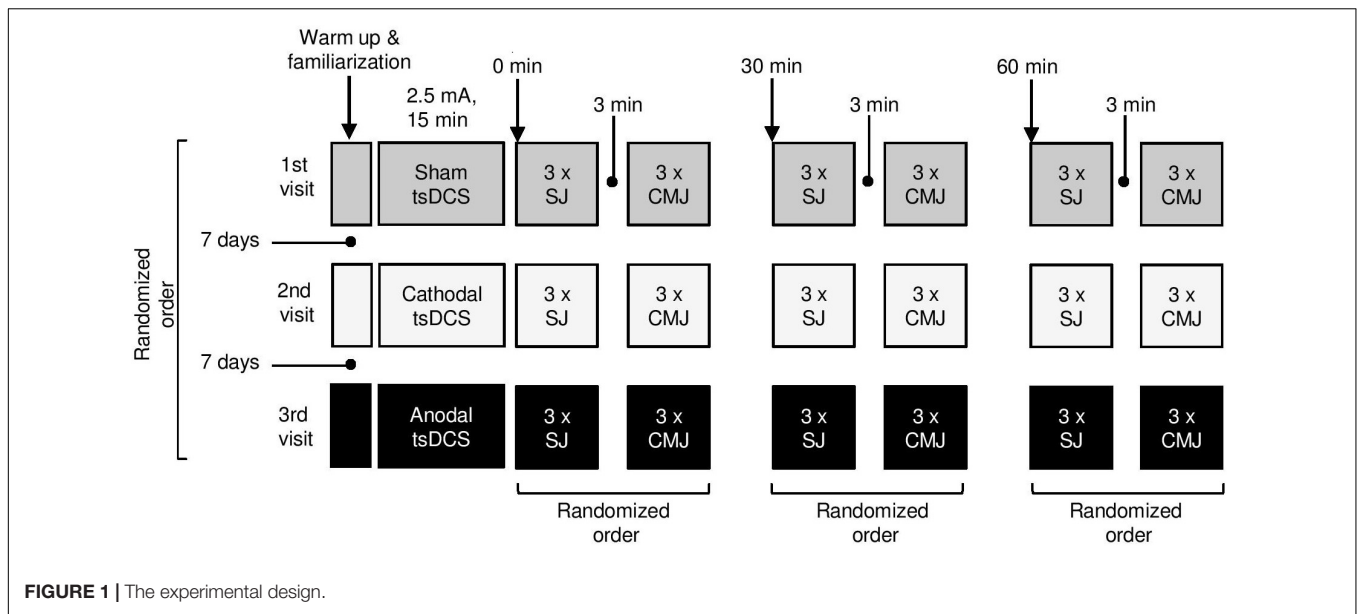 Warm up &
familiarization
0 min
30 min
60 min
2.5 mA,
15 min
3 min
3 min
3 min
Randomized
order
1st
visit
Sham
tsDCS
3 x
SJ
3 x
CMJ
3 x
SJ
3 x
CMJ
3 x
SJ
3 x
CMJ
7 days
2nd
visit
Cathodal
tsDCS
3 x
SJ
3 x
CMJ
3 x
SJ
3 x
CMJ
3 x
SJ
3 x
CMJ
7 days
3rd
visit
Anodal
tsDCS
3 x
SJ
3 x
CMJ
3 x
SJ
3 x
CMJ
3 x
SJ
3 x
CMJ
Randomized
order
Randomized
order
Randomized
order
FIGURE 1 | The experimental design.